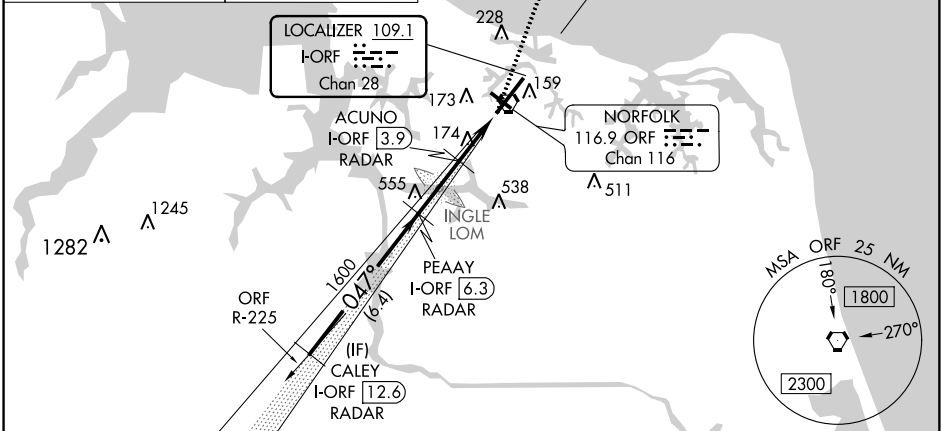 228
LOCALIZER 109.1
I-ORF
Chan 28
159
173
ACUNO
I-ORF 3.9
RADAR
174
NORFOLK
116.9 ORF
Chan 116
555
538
511
INGLE
LOM
1245
1282
PEAAY
I-ORF 6.3
RADAR
1600
047°
(6.4)
ORF
R-225
(IF)
CALEY
I-ORF 12.6
RADAR
MSA ORF 25 NM
180°
1800
270°
2300